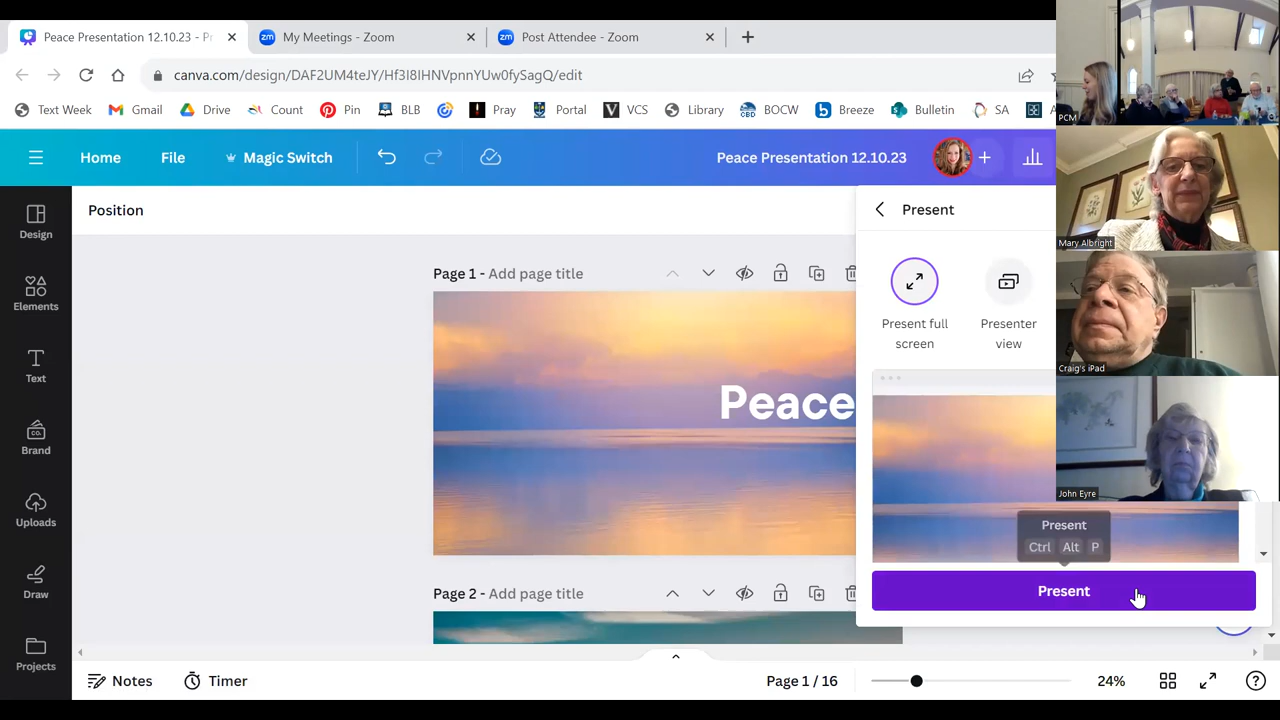 Peace Presentation 12.10.23 - Pr
My Meetings - Zoom
Post Attendee - Zoom
canva.com/design/DAF2UM4teJY/Hf3I8IHNVpnnYUw0fySagQ/edit
Text Week
Gmail
Drive
Count
Pin
BLB
Pray
Portal
VCS
Library
BOCW
Breeze
Bulletin
SA
Home
File
Magic Switch
Peace Presentation 12.10.23
Position
Present
Design
Elements
Text
Brand
Uploads
Draw
Projects
Page 1 - Add page title
Peace
Page 2 - Add page title
Present full
screen
Presenter
view
Present
Ctrl Alt P
Present
PCM
Mary Albright
Craig's iPad
John Eyre
Notes
Timer
Page 1 / 16
24%